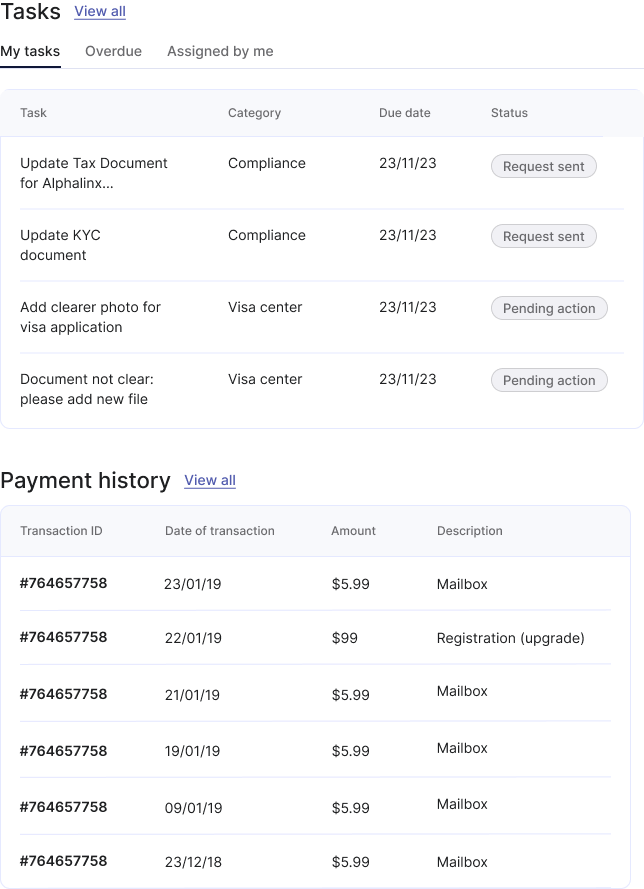 Tasks View all
My tasks Overdue Assigned by me
Task Category Due date Status
Update Tax Document for Alphalinx... Compliance 23/11/23 Request sent
Update KYC document Compliance 23/11/23 Request sent
Add clearer photo for visa application Visa center 23/11/23 Pending action
Document not clear: please add new file Visa center 23/11/23 Pending action
Payment history View all
Transaction ID Date of transaction Amount Description
#764657758 23/01/19 $5.99 Mailbox
#764657758 22/01/19 $99 Registration (upgrade)
#764657758 21/01/19 $5.99 Mailbox
#764657758 19/01/19 $5.99 Mailbox
#764657758 09/01/19 $5.99 Mailbox
#764657758 23/12/18 $5.99 Mailbox